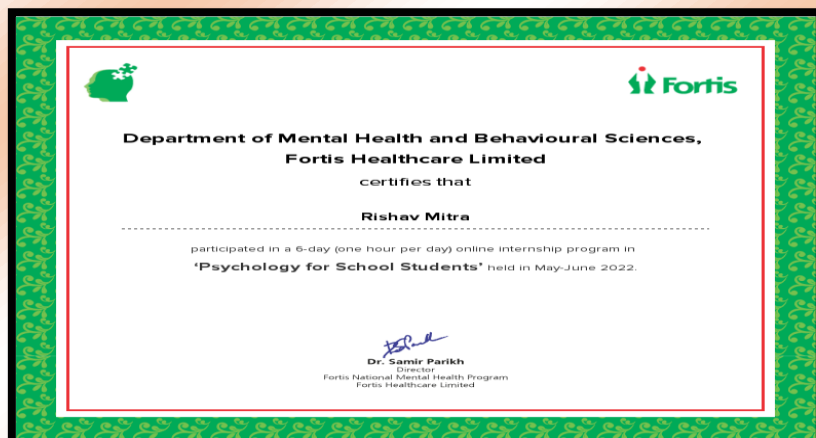 Fortis
Department of Mental Health and Behavioural Sciences,
Fortis Healthcare Limited
certifies that
Rishav Mitra
participated in a 6-day (one hour per day) online internship program in
‘Psychology for School Students’ held in May-June 2022.
Dr. Samir Parikh
Director
Fortis National Mental Health Program
Fortis Healthcare Limited